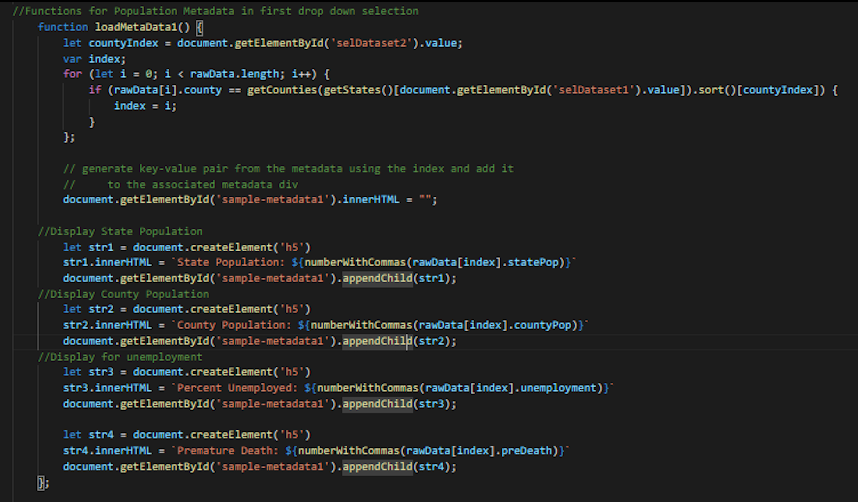 //Functions for Population Metadata in first drop down selection
function loadMetaData1() {
let countyIndex = document.getElementById('selDataset2').value;
var index;
for (let i = 0; i < rawData.length; i++) {
if (rawData[i].county == getCounties(getStates()[document.getElementById('selDataset1').value]).sort()[countyIndex]) {
index = i;
}
};
// generate key-value pair from the metadata using the index and add it
// to the associated metadata div
document.getElementById('sample-metadata1').innerHTML = "";
//Display State Population
let str1 = document.createElement('h5')
str1.innerHTML = `State Population: ${numberWithCommas(rawData[index].statePop)}`
document.getElementById('sample-metadata1').appendChild(str1);
//Display County Population
let str2 = document.createElement('h5')
str2.innerHTML = `County Population: ${numberWithCommas(rawData[index].countyPop)}`
document.getElementById('sample-metadata1').appendChild(str2);
//Display for unemployment
let str3 = document.createElement('h5')
str3.innerHTML = `Percent Unemployed: ${numberWithCommas(rawData[index].unemployment)}`
document.getElementById('sample-metadata1').appendChild(str3);
let str4 = document.createElement('h5')
str4.innerHTML = `Premature Death: ${numberWithCommas(rawData[index].preDeath)}`
document.getElementById('sample-metadata1').appendChild(str4);
};